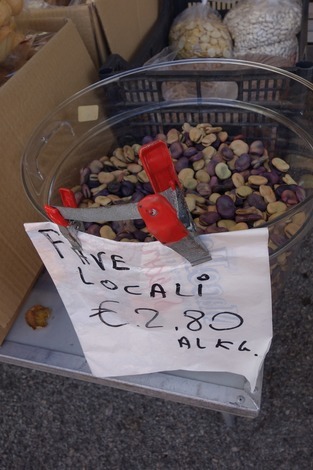 FAVE
LOCALI
€.2.80
AL KG.